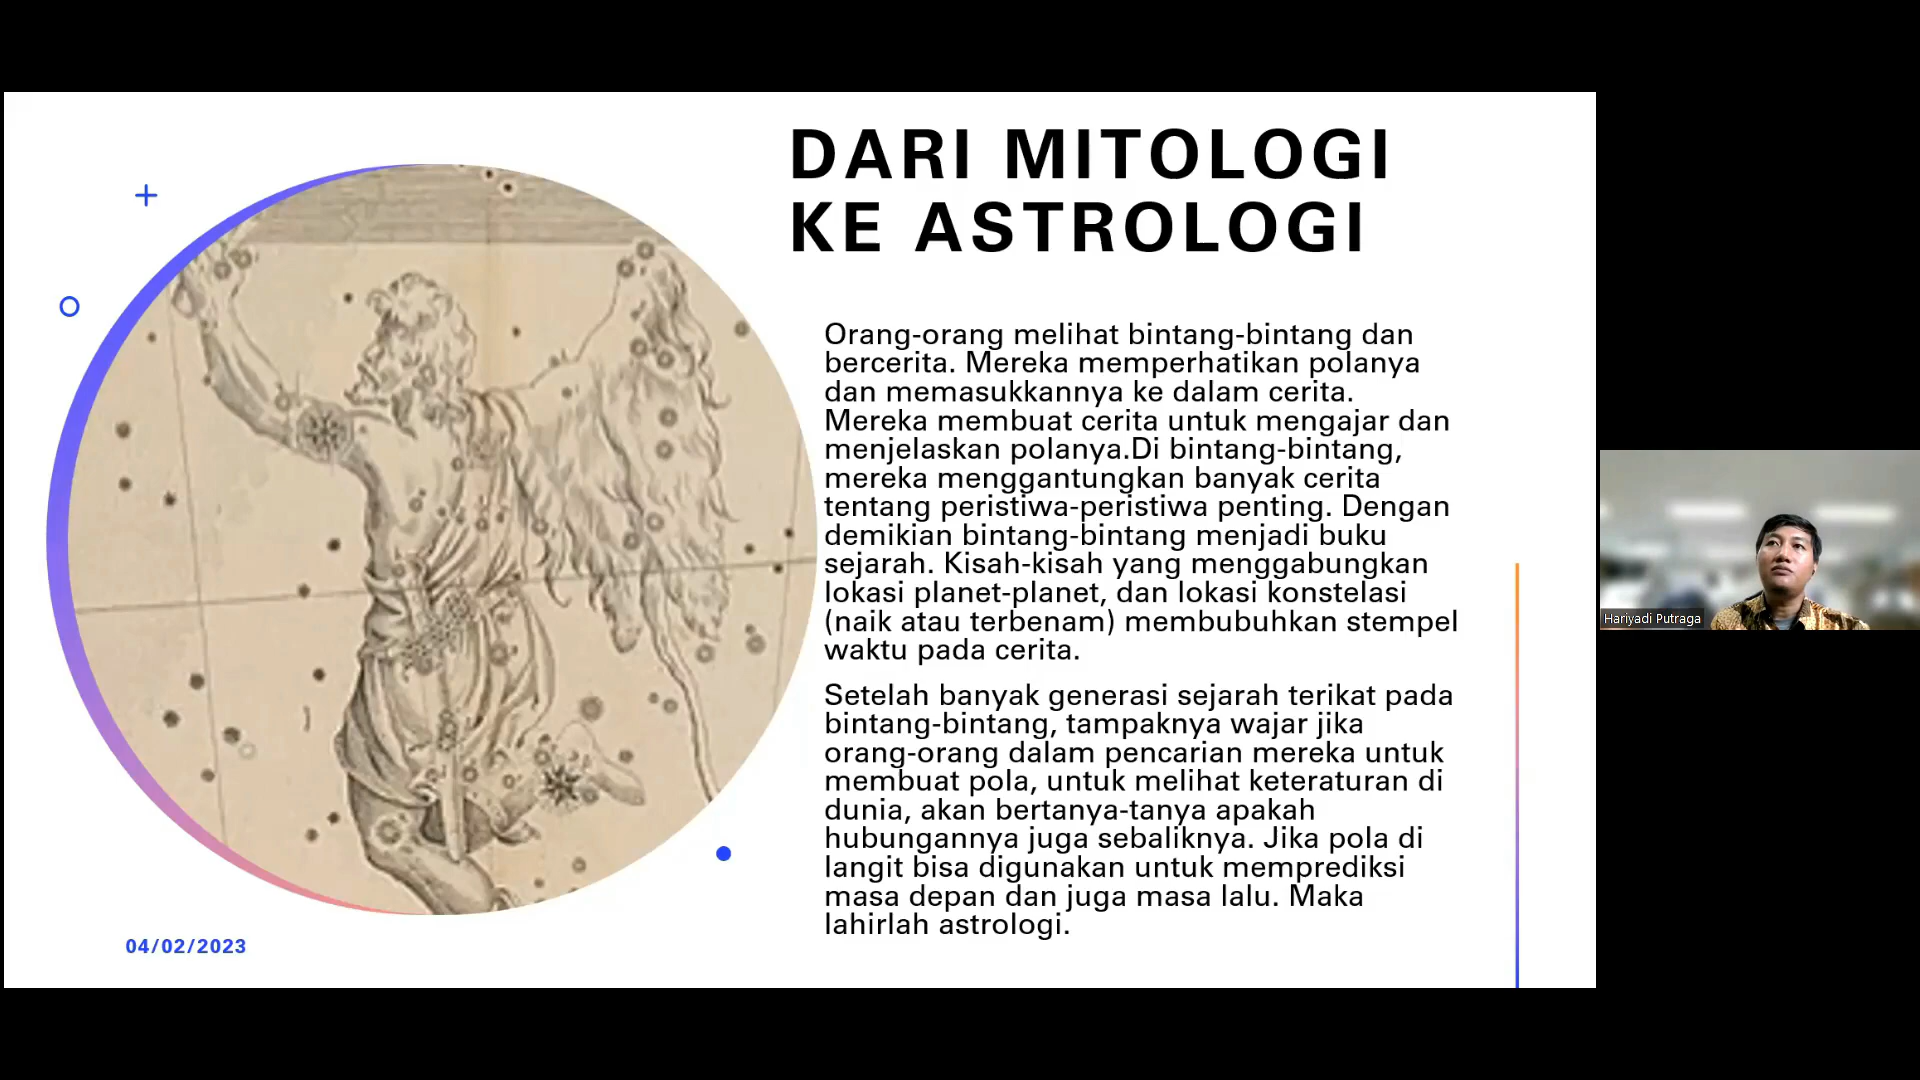 DARI MITOLOGI
KE ASTROLOGI
Orang-orang melihat bintang-bintang dan
bercerita. Mereka memperhatikan polanya
dan memasukkannya ke dalam cerita.
Mereka membuat cerita untuk mengajar dan
menjelaskan polanya.Di bintang-bintang,
mereka menggantungkan banyak cerita
tentang peristiwa-peristiwa penting. Dengan
demikian bintang-bintang menjadi buku
sejarah. Kisah-kisah yang menggabungkan
lokasi planet-planet, dan lokasi konstelasi
(naik atau terbenam) membubuhkan stempel
waktu pada cerita.
Setelah banyak generasi sejarah terikat pada
bintang-bintang, tampaknya wajar jika
orang-orang dalam pencarian mereka untuk
membuat pola, untuk melihat keteraturan di
dunia, akan bertanya-tanya apakah
hubungannya juga sebaliknya. Jika pola di
langit bisa digunakan untuk memprediksi
masa depan dan juga masa lalu. Maka
lahirlah astrologi.
04/02/2023
Hariyadi Putraga